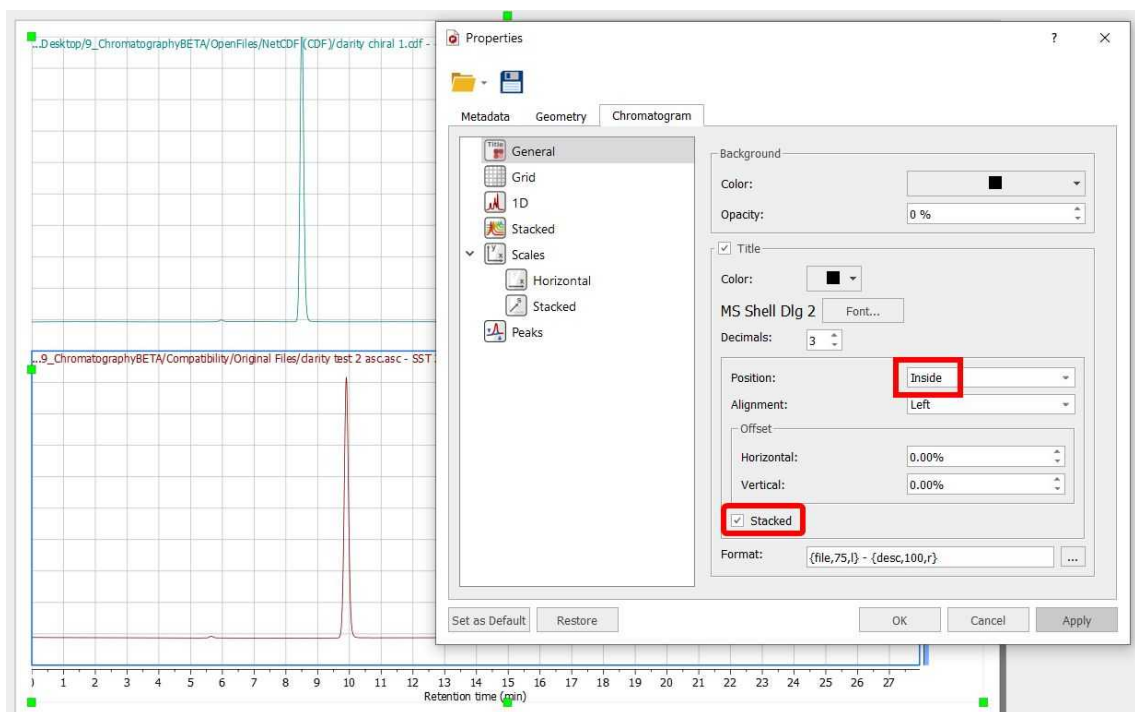 ...Desktop/9_ChromatographyBETA/OpenFiles/NetCDF (CDF)/clarity chiral 1.cdf -
Properties
?
Metadata Geometry Chromatogram
Title
General
Grid
1D
Stacked
Scales
Horizontal
Stacked
Peaks
Background
Color:
Opacity: 0 %
Title
Color:
MS Shell Dlg 2 Font...
Decimals: 3
Position: Inside
Alignment: Left
Offset
Horizontal: 0.00%
Vertical: 0.00%
Stacked
Format: {file,75,l} - {desc,100,r} ...
Set as Default Restore OK Cancel Apply
...9_ChromatographyBETA/Compatibility/Original Files/clarity test 2 asc.asc - SST
1 2 3 4 5 6 7 8 9 10 11 12 13 14 15 16 17 18 19 20 21 22 23 24 25 26 27
Retention time (min)